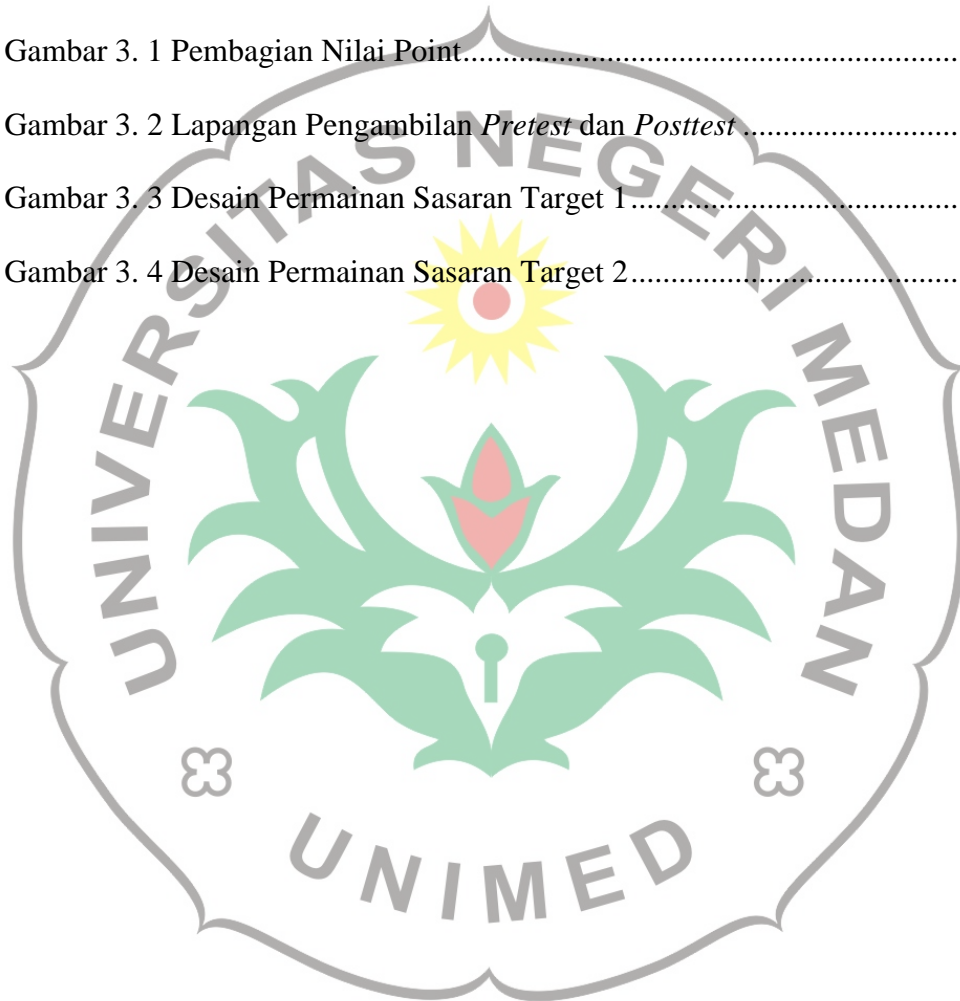 Gambar 3. 1 Pembagian Nilai Point.............................................................
Gambar 3. 2 Lapangan Pengambilan Pretest dan Posttest ..........................
Gambar 3. 3 Desain Permainan Sasaran Target 1........................................
Gambar 3. 4 Desain Permainan Sasaran Target 2........................................
UNIVERSITAS NEGERI MEDAN
UNIMED